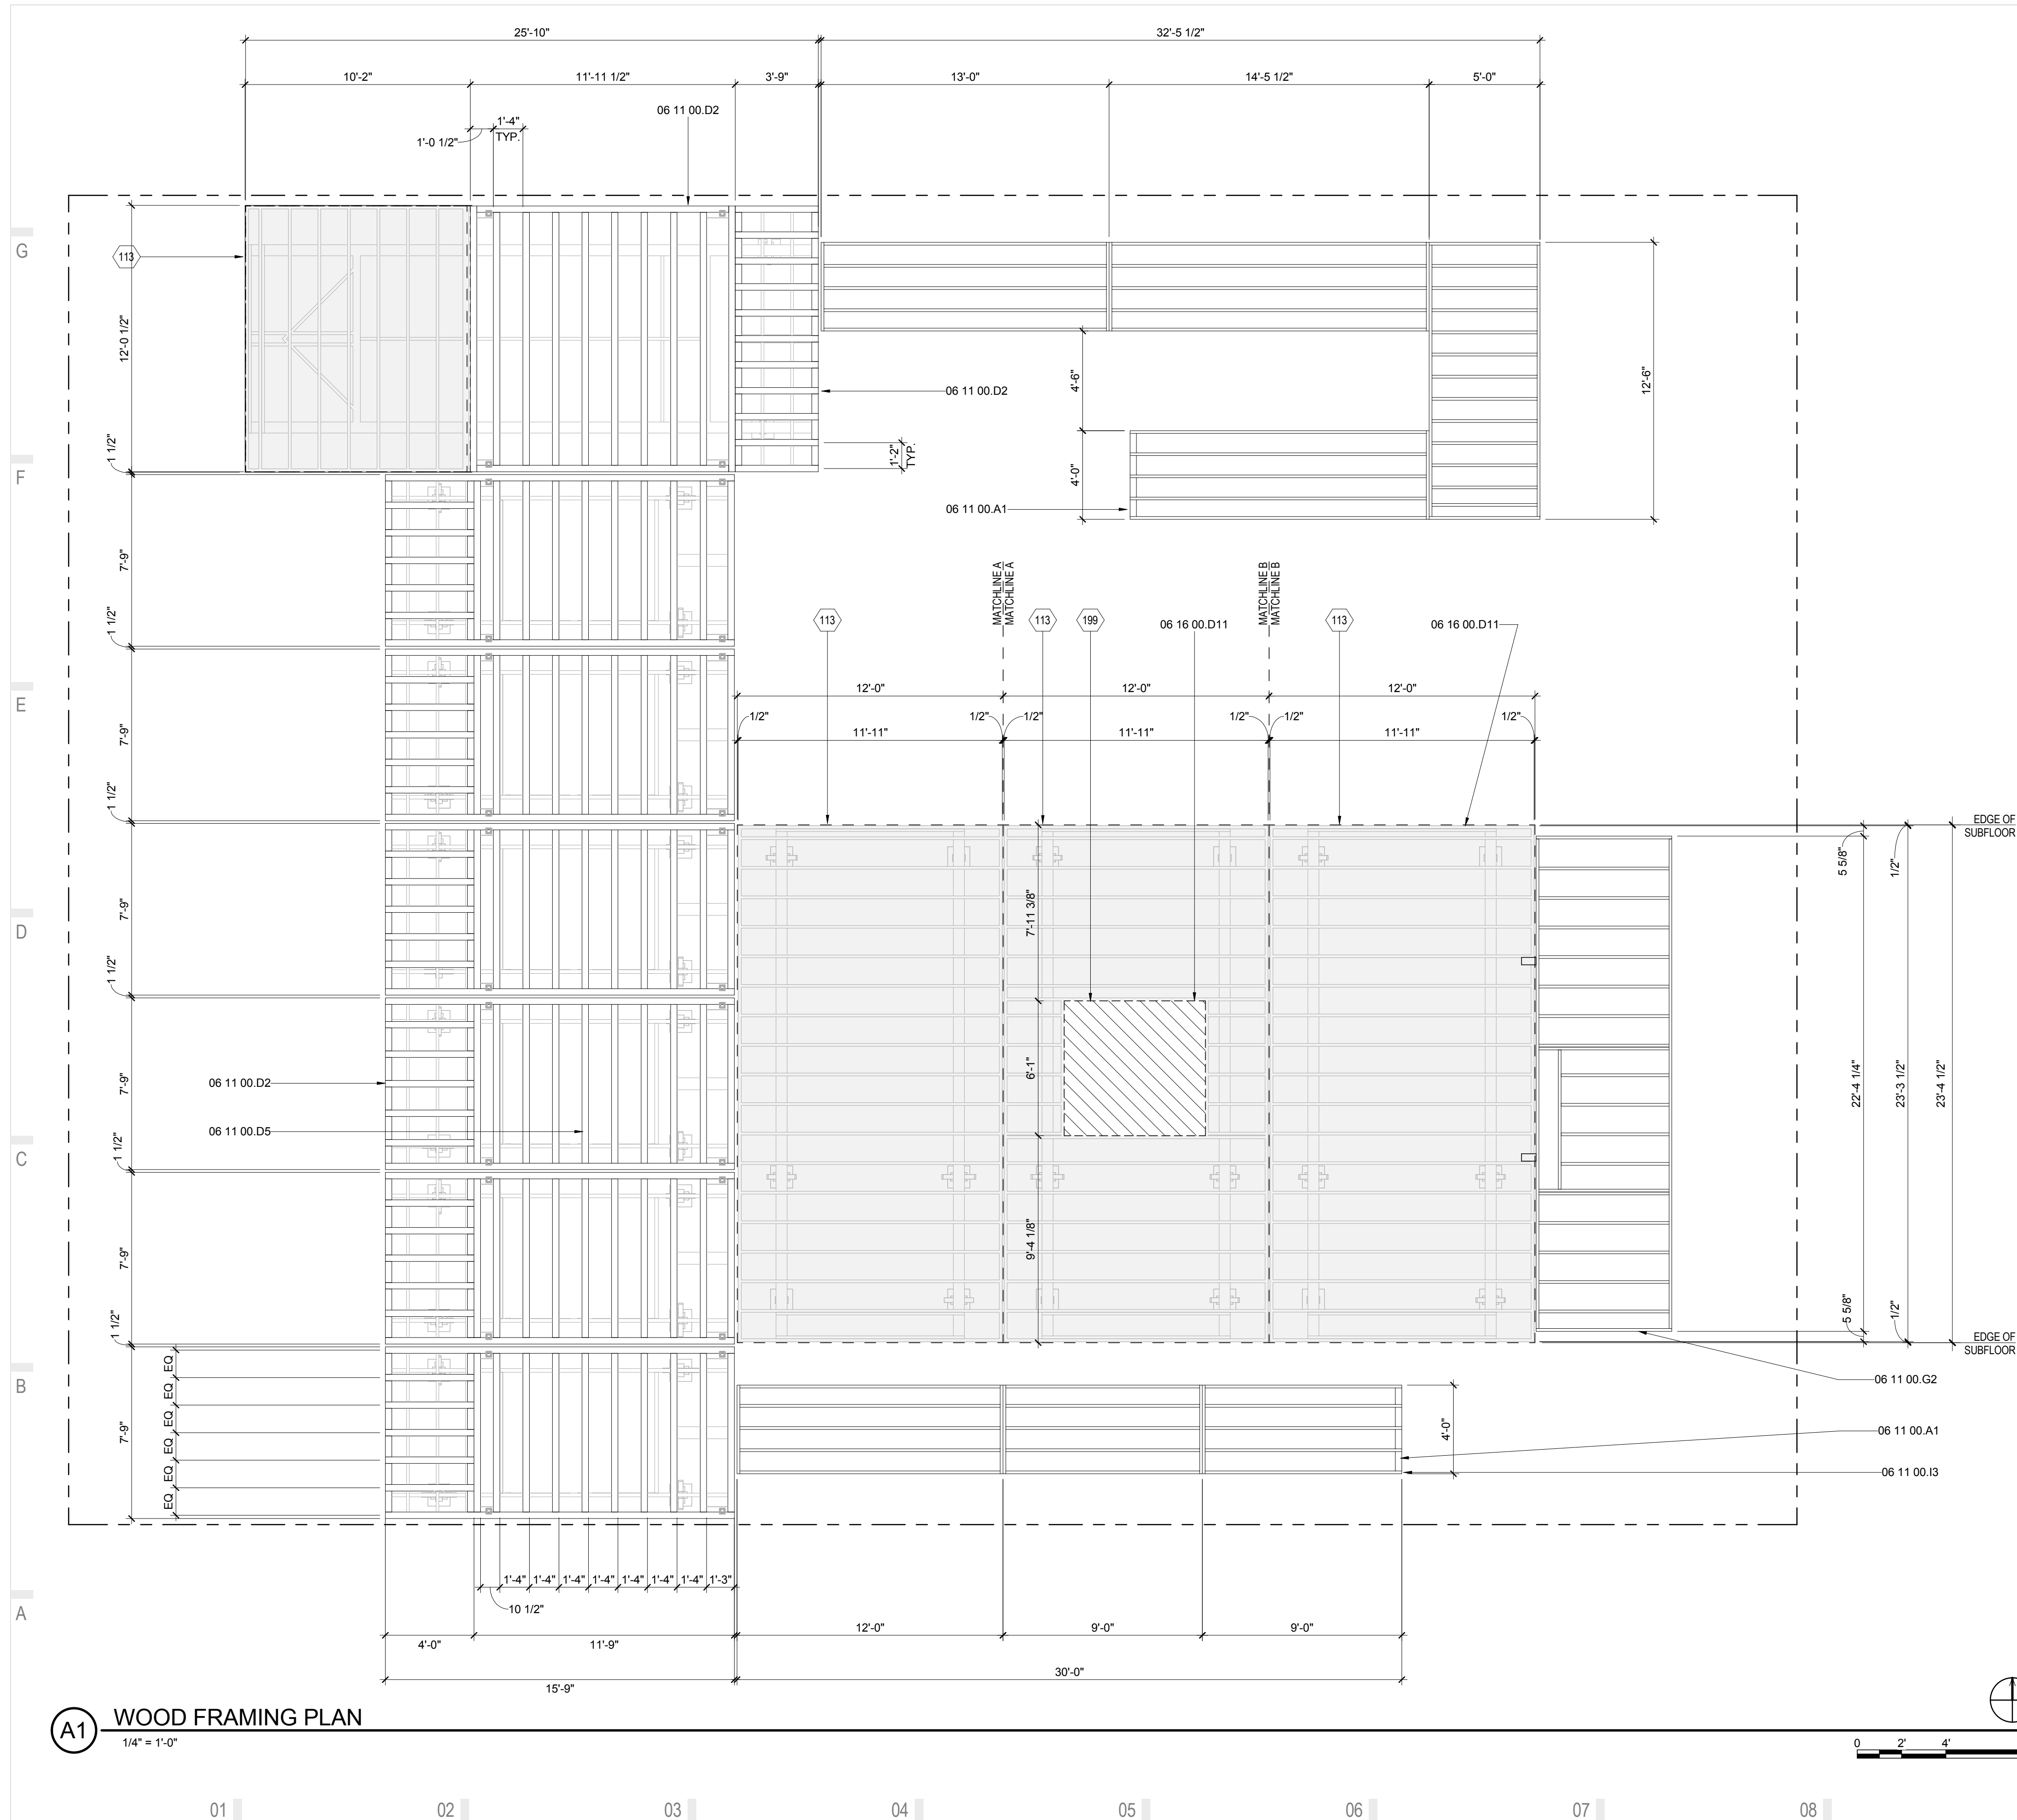 25'-10"
32'-5 1/2"
10'-2"
11'-11 1/2"
3'-9"
13'-0"
14'-5 1/2"
5'-0"
06 11 00.D2
1'-4"
TYP.
1'-0 1/2"
G
113
12'-0 1/2"
4'-6"
12'-6"
06 11 00.D2
1'-2"
TYP.
1 1/2"
4'-0"
F
06 11 00.A1
7'-9"
MATCHLINE A
MATCHLINE A
MATCHLINE B
MATCHLINE B
1 1/2"
113
113
199
06 16 00.D11
113
06 16 00.D11
E
12'-0"
12'-0"
12'-0"
7'-9"
1/2"
1/2"
1/2"
1/2"
1/2"
1/2"
11'-11"
11'-11"
11'-11"
1 1/2"
EDGE OF
SUBFLOOR
5 5/8"
1/2"
D
7'-9"
7'-11 3/8"
1 1/2"
7'-9"
06 11 00.D2
6'-1"
22'-4 1/4"
23'-3 1/2"
23'-4 1/2"
06 11 00.D5
C
1 1/2"
7'-9"
9'-4 1/8"
1 1/2"
5 5/8"
1/2"
EDGE OF
SUBFLOOR
B
EQ
EQ
EQ
EQ
EQ
EQ
7'-9"
06 11 00.G2
4'-0"
06 11 00.A1
06 11 00.I3
1'-4"
1'-4"
1'-4"
1'-4"
1'-4"
1'-4"
1'-4"
1'-3"
10 1/2"
A
12'-0"
9'-0"
9'-0"
4'-0"
11'-9"
30'-0"
15'-9"
A1
WOOD FRAMING PLAN
1/4" = 1'-0"
0 2' 4'
01 02 03 04 05 06 07 08